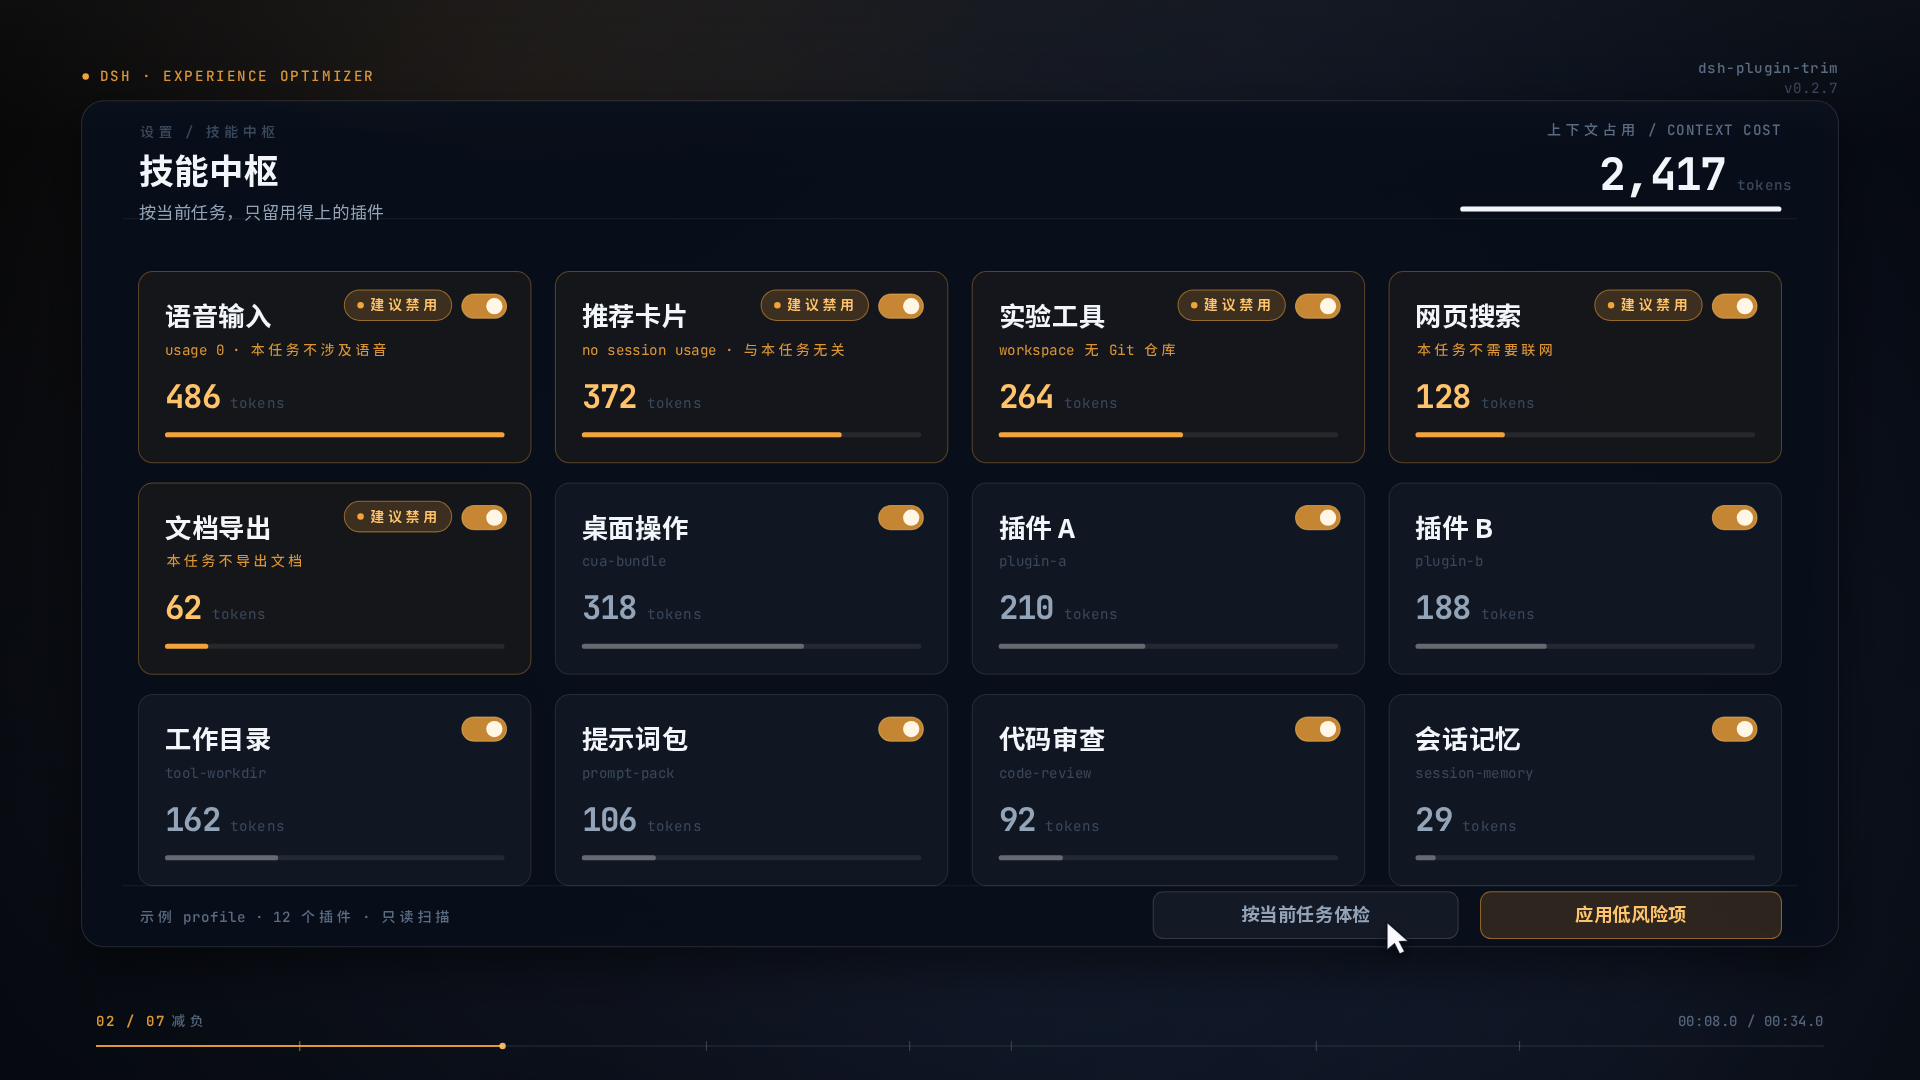 DSH · EXPERIENCE OPTIMIZER
dsh-plugin-trim
v0.2.7
设置 / 技能中枢
技能中枢
按当前任务，只留用得上的插件
上下文占用 / CONTEXT COST
2,417 tokens
语音输入
建议禁用
usage 0 · 本任务不涉及语音
486 tokens
推荐卡片
建议禁用
no session usage · 与本任务无关
372 tokens
实验工具
建议禁用
workspace 无 Git 仓库
264 tokens
网页搜索
建议禁用
本任务不需要联网
128 tokens
文档导出
建议禁用
本任务不导出文档
62 tokens
桌面操作
cua-bundle
318 tokens
插件 A
plugin-a
210 tokens
插件 B
plugin-b
188 tokens
工作目录
tool-workdir
162 tokens
提示词包
prompt-pack
106 tokens
代码审查
code-review
92 tokens
会话记忆
session-memory
29 tokens
示例 profile · 12 个插件 · 只读扫描
按当前任务体检
应用低风险项
02 / 07 减负
00:08.0 / 00:34.0